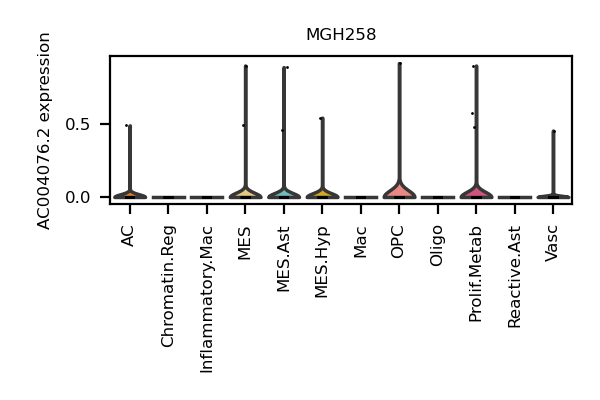 MGH258
AC004076.2 expression
0.5
0.0
AC
Chromatin.Reg
Inflammatory.Mac
MES
MES.Ast
MES.Hyp
Mac
OPC
Oligo
Prolif.Metab
Reactive.Ast
Vasc